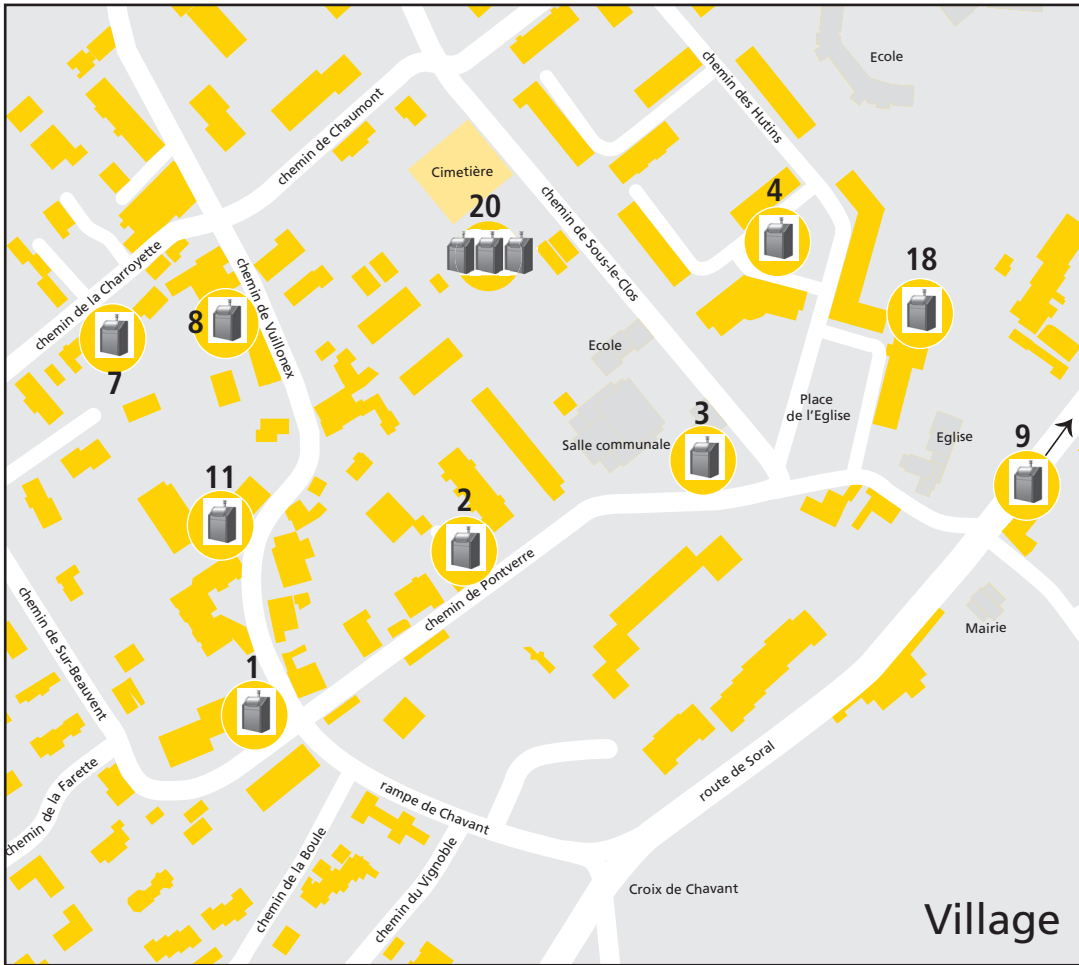 Ecole
chemin des Hutins
chemin de Chaumont
Cimetière
20
4
chemin de Sous-le-Clos
18
chemin de la Charroyette
chemin de Vuillonex
8
7
Ecole
Place
de l'Eglise
3
Salle communale
Eglise
9
11
2
chemin de Pontverre
chemin de Sur-Beauvent
Mairie
1
chemin de la Farette
rampe de Chavant
route de Soral
chemin de la Boule
chemin du Vignoble
Croix de Chavant
Village